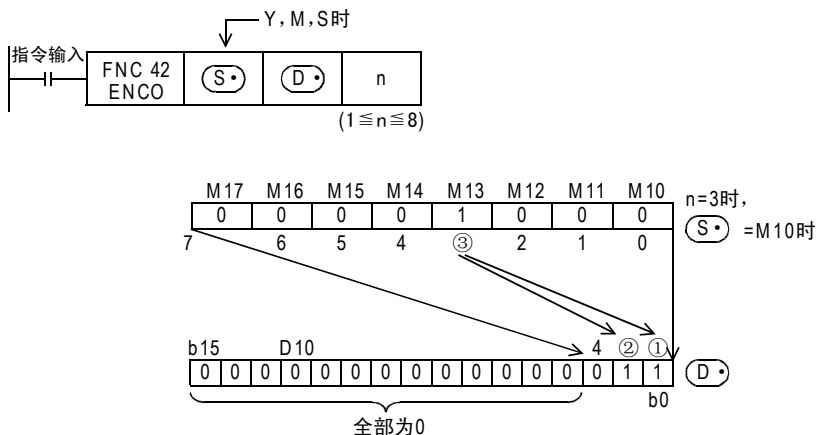 Y, M, S时
指令输入
FNC 42 ENCO S• D• n
(1≦n≦8)
M17 M16 M15 M14 M13 M12 M11 M10
n=3时，
0 0 0 0 1 0 0 0
S• =M10时
7 6 5 4 ③ 2 1 0
b15 D10 4 ② ①
0 0 0 0 0 0 0 0 0 0 0 0 0 0 1 1 D•
b0
全部为0